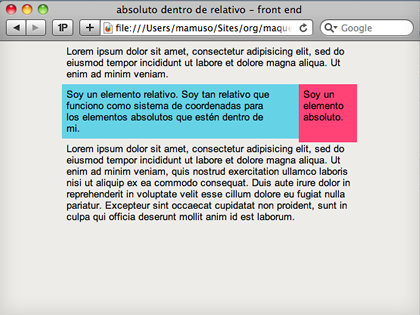 absoluto dentro de relativo – front end
1P
+
file:///Users/mamuso/Sites/org/maque
Google
Lorem ipsum dolor sit amet, consectetur adipisicing elit, sed do
eiusmod tempor incididunt ut labore et dolore magna aliqua. Ut
enim ad minim veniam.
Soy un elemento relativo. Soy tan relativo que
funciono como sistema de coordenadas para
los elementos absolutos que estén dentro de
mi.
Soy un
elemento
absoluto.
Lorem ipsum dolor sit amet, consectetur adipisicing elit, sed do
eiusmod tempor incididunt ut labore et dolore magna aliqua. Ut
enim ad minim veniam, quis nostrud exercitation ullamco laboris
nisi ut aliquip ex ea commodo consequat. Duis aute irure dolor in
reprehenderit in voluptate velit esse cillum dolore eu fugiat nulla
pariatur. Excepteur sint occaecat cupidatat non proident, sunt in
culpa qui officia deserunt mollit anim id est laborum.